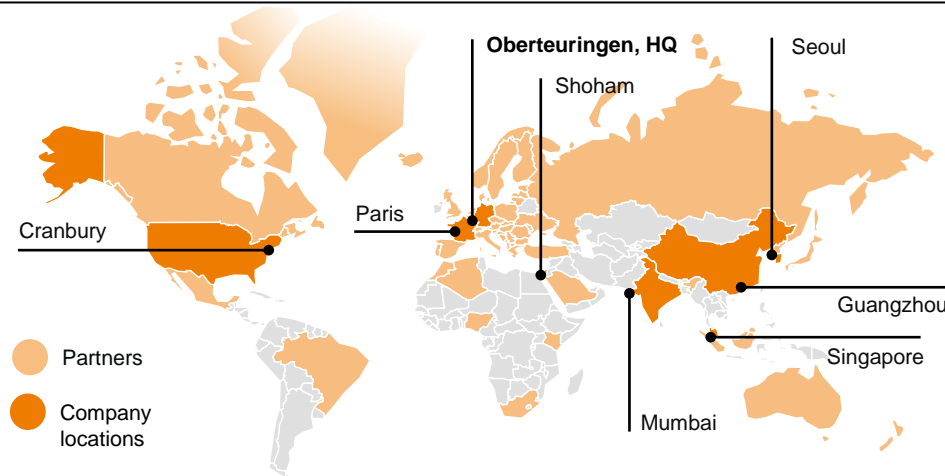 Oberteuringen, HQ
Seoul
Shoham
Paris
Cranbury
Guangzhou
Partners
Singapore
Company
locations
Mumbai